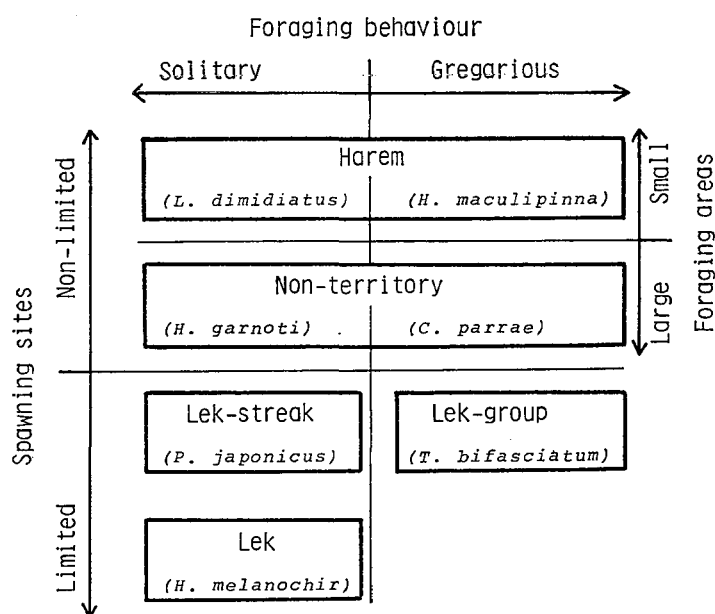 Foraging behaviour
Solitary Gregarious
Harem
(L. dimidiatus) (H. maculipinna)
Small
Non-limited
Non-territory
(H. garnoti) (C. parrae)
Large
Foraging areas
Spawning sites
Lek-streak Lek-group
(P. japonicus) (T. bifasciatum)
Lek
(H. melanochir)
Limited